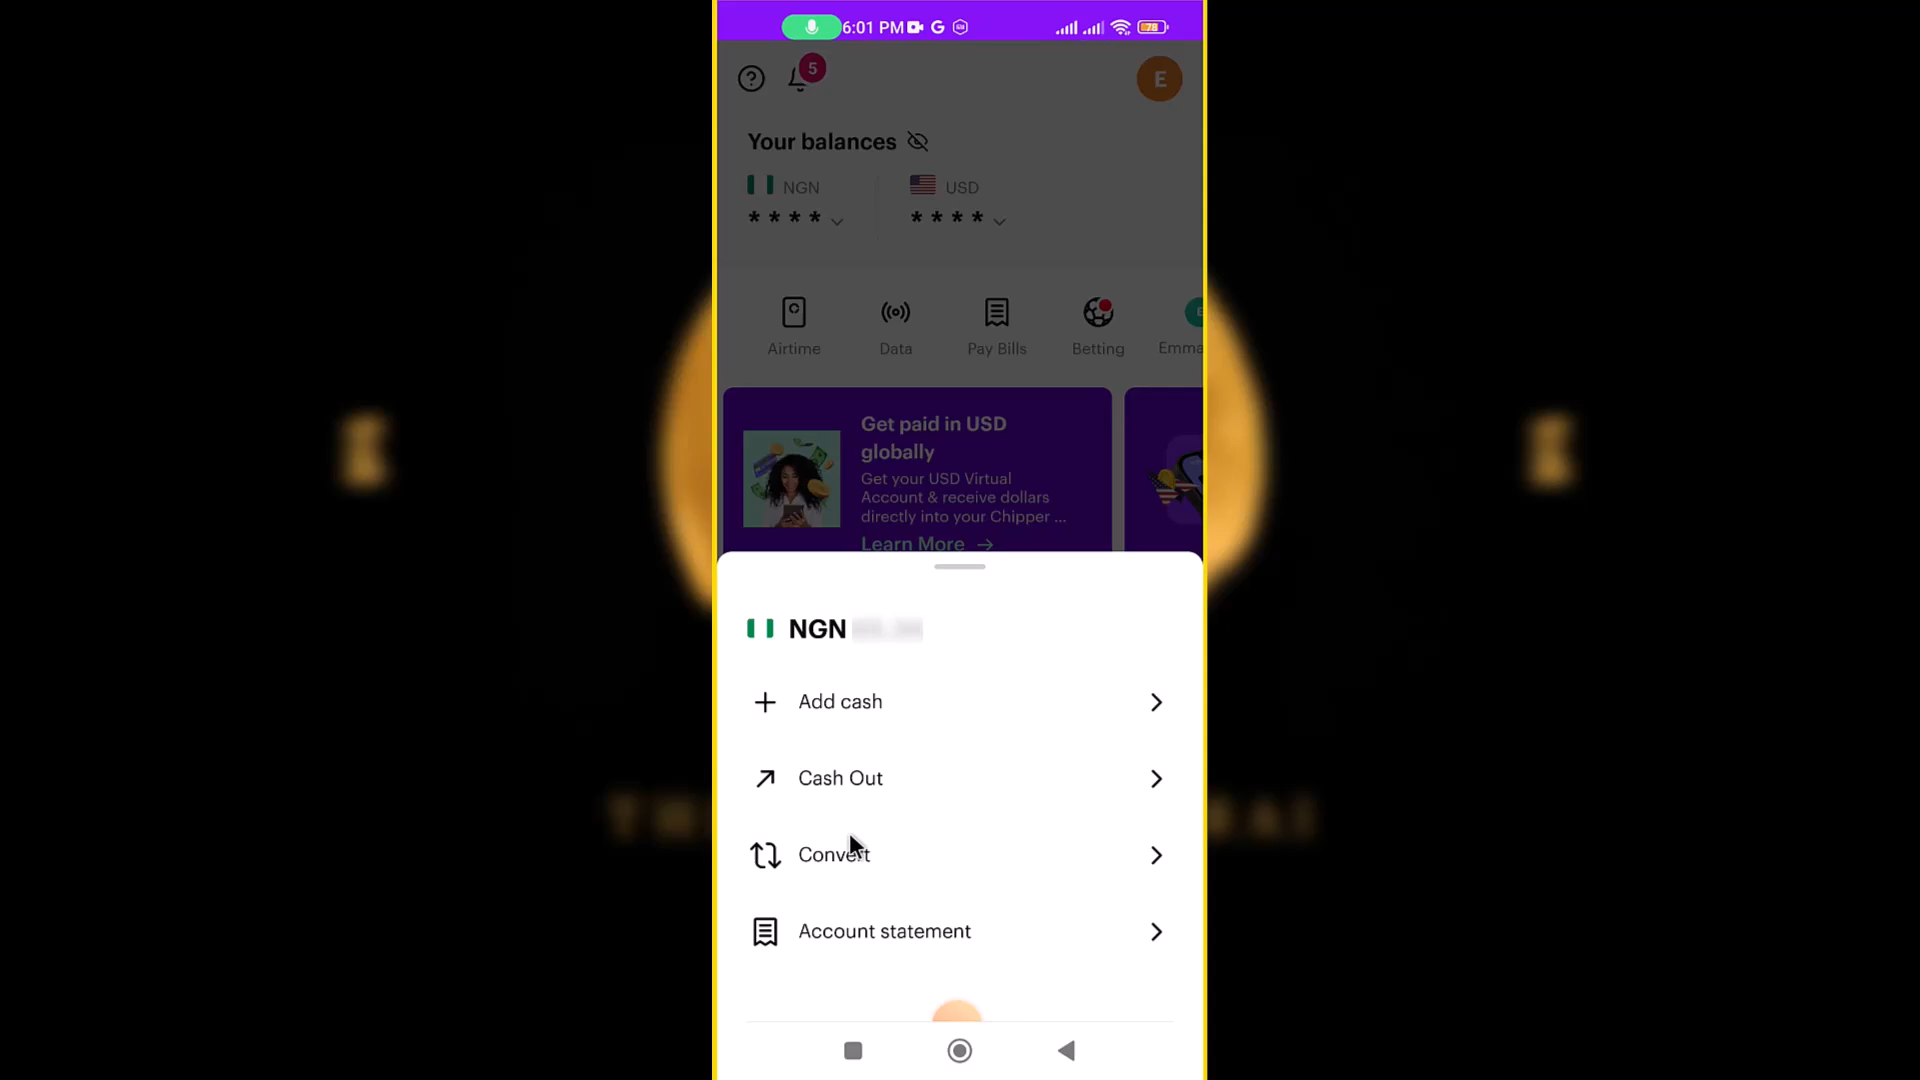 6:01 PM
78
5
E
Your balances
NGN
USD
* * * *
* * * *
Airtime
Data
Pay Bills
Betting
Emma
Get paid in USD
globally
Get your USD Virtual
Account & receive dollars
directly into your Chipper ...
Learn More →
NGN
Add cash
Cash Out
Convert
Account statement